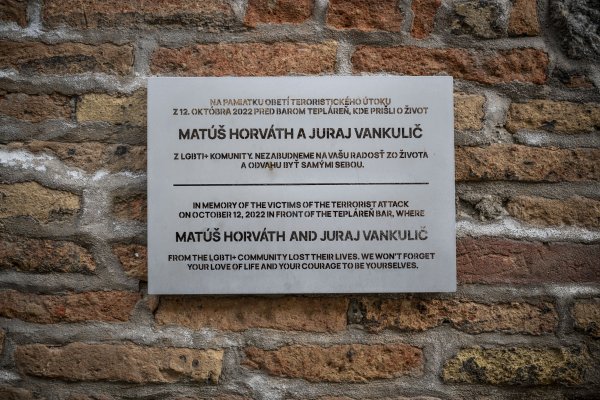 NA PAMIATKU OBETÍ TERORISTICKÉHO ÚTOKU
Z 12. OKTÓBRA 2022 PRED BAROM TEPLÁREŇ, KDE PRIŠLI O ŽIVOT
MATÚŠ HORVÁTH A JURAJ VANKULIČ
Z LGBTI+ KOMUNITY. NEZABUDNEME NA VAŠU RADOSŤ ZO ŽIVOTA
A ODVAHU BYŤ SAMÝMI SEBOU.
IN MEMORY OF THE VICTIMS OF THE TERRORIST ATTACK
ON OCTOBER 12, 2022 IN FRONT OF THE TEPLÁREŇ BAR, WHERE
MATÚŠ HORVÁTH AND JURAJ VANKULIČ
FROM THE LGBTI+ COMMUNITY LOST THEIR LIVES. WE WON'T FORGET
YOUR LOVE OF LIFE AND YOUR COURAGE TO BE YOURSELVES.